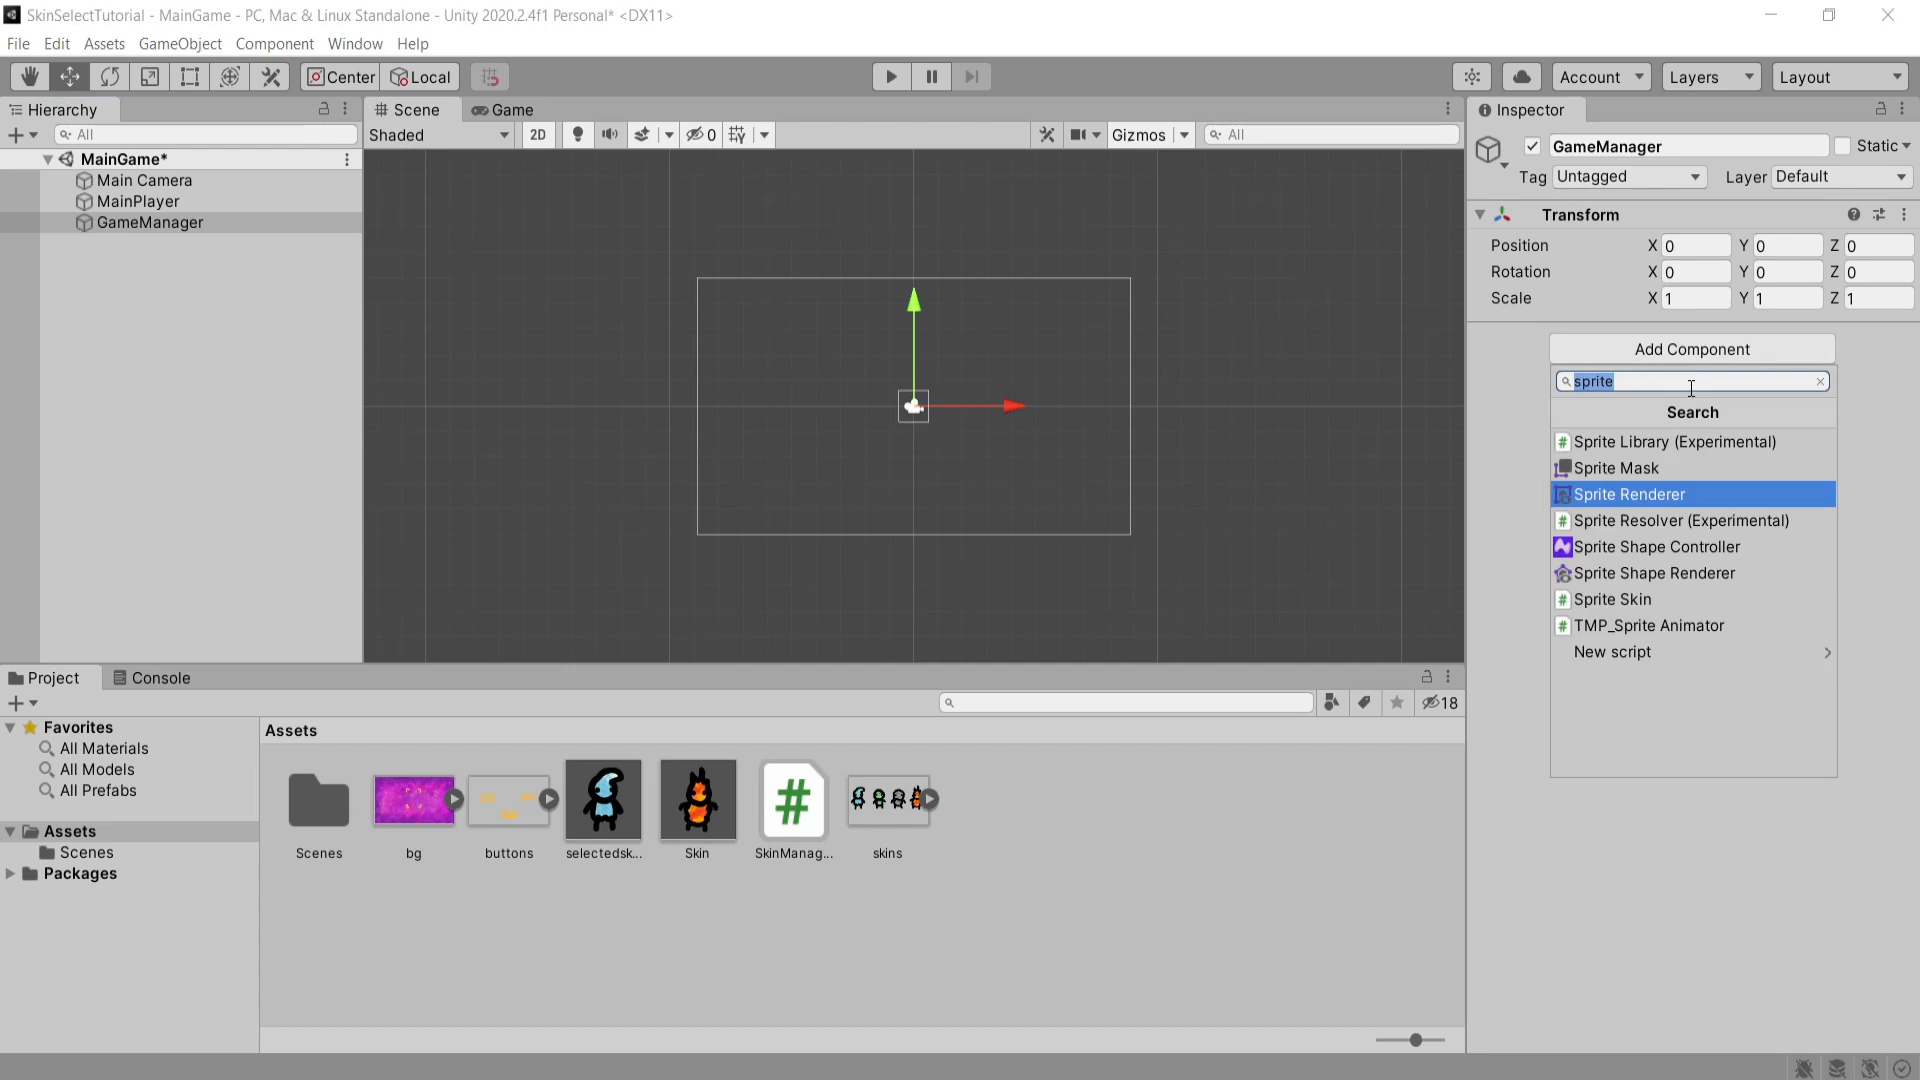 SkinSelectTutorial - MainGame - PC, Mac & Linux Standalone - Unity 2020.2.4f1 Personal* <DX11>
File Edit Assets GameObject Component Window Help
Center Local
Account Layers Layout
Hierarchy
All
MainGame*
Main Camera
MainPlayer
GameManager
Scene Game
Shaded 2D 0 Gizmos All
Inspector
GameManager Static
Tag Untagged Layer Default
Transform
Position X 0 Y 0 Z 0
Rotation X 0 Y 0 Z 0
Scale X 1 Y 1 Z 1
Add Component
sprite
Search
Sprite Library (Experimental)
Sprite Mask
Sprite Renderer
Sprite Resolver (Experimental)
Sprite Shape Controller
Sprite Shape Renderer
Sprite Skin
TMP_Sprite Animator
New script
Project Console
18
Favorites
All Materials
All Models
All Prefabs
Assets
Scenes
Packages
Assets
Scenes bg buttons selectedsk... Skin SkinManag... skins